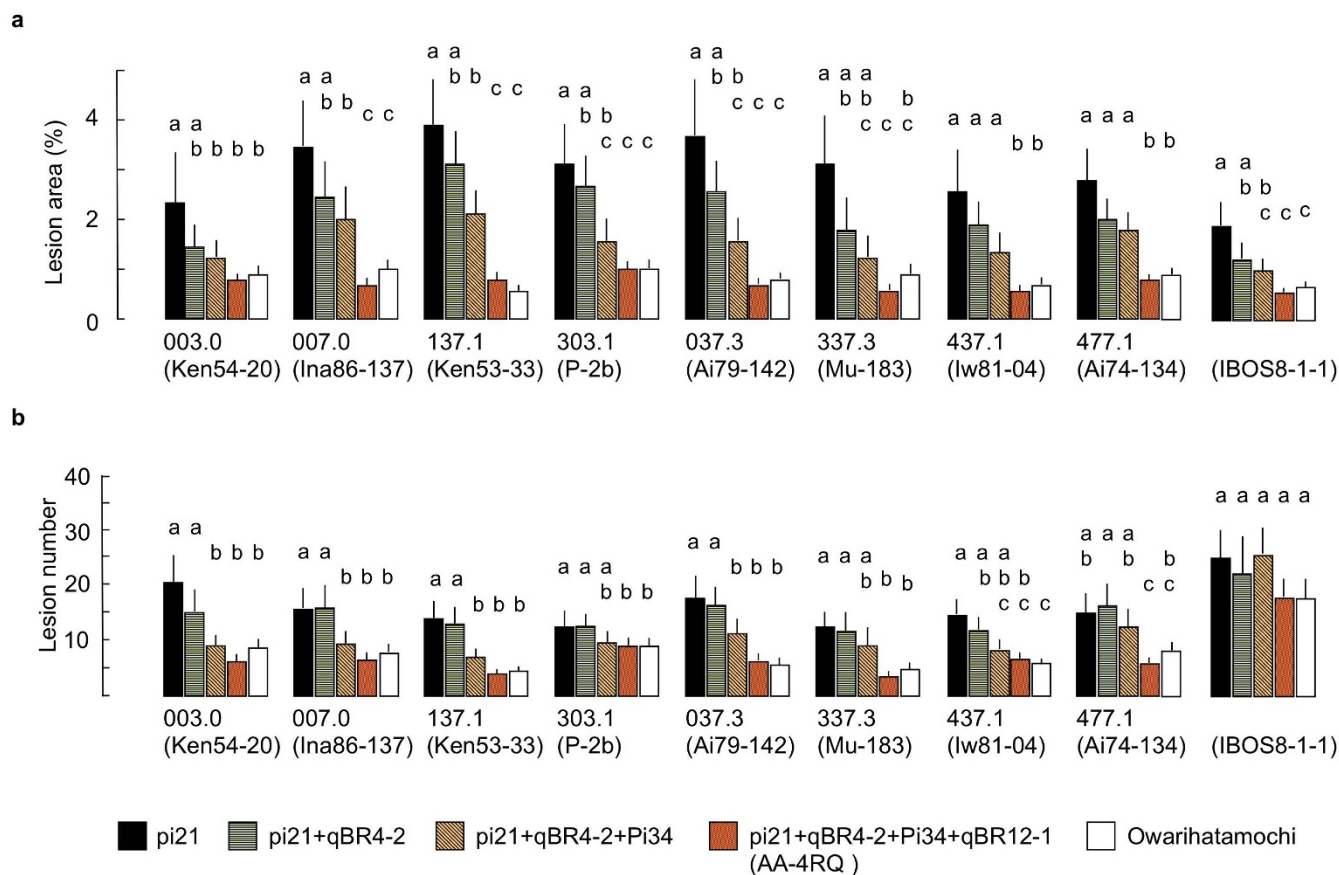 a
Lesion area (%)
4
2
0
a a
b b b b
a a
b b
c c
a a
b b
c c
a a
b b
c c c
a a
b b
c c c
a a a
b b b
c c c
a a a
b b
a a a
b b
a a
b b
c c c
003.0
(Ken54-20)
007.0
(Ina86-137)
137.1
(Ken53-33)
303.1
(P-2b)
037.3
(Ai79-142)
337.3
(Mu-183)
437.1
(Iw81-04)
477.1
(Ai74-134)
(IBOS8-1-1)
b
Lesion number
40
30
20
10
a a
b b b
a a
b b b
a a
b b b
a a a
b b b
a a
b b b
a a a
b b b
a a a
b b b
c c c
a a a
b b b
c c
a a a a a
003.0
(Ken54-20)
007.0
(Ina86-137)
137.1
(Ken53-33)
303.1
(P-2b)
037.3
(Ai79-142)
337.3
(Mu-183)
437.1
(Iw81-04)
477.1
(Ai74-134)
(IBOS8-1-1)
pi21
pi21+qBR4-2
pi21+qBR4-2+Pi34
pi21+qBR4-2+Pi34+qBR12-1
(AA-4RQ )
Owarihatamochi